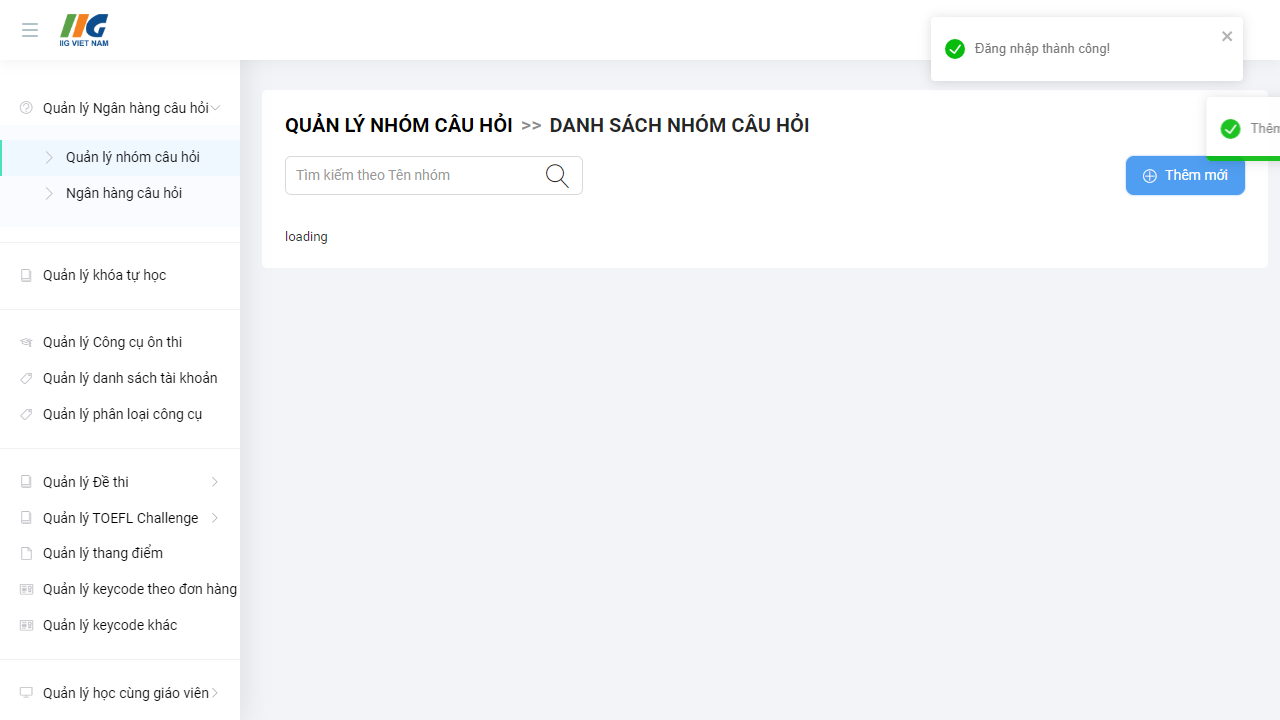 IIG VIET NAM
Đăng nhập thành công!
Thêm
Quản lý Ngân hàng câu hỏi
Quản lý nhóm câu hỏi
Ngân hàng câu hỏi
Quản lý khóa tự học
Quản lý Công cụ ôn thi
Quản lý danh sách tài khoản
Quản lý phân loại công cụ
Quản lý Đề thi
Quản lý TOEFL Challenge
Quản lý thang điểm
Quản lý keycode theo đơn hàng
Quản lý keycode khác
Quản lý học cùng giáo viên
QUẢN LÝ NHÓM CÂU HỎI >> DANH SÁCH NHÓM CÂU HỎI
Tìm kiếm theo Tên nhóm
Thêm mới
loading